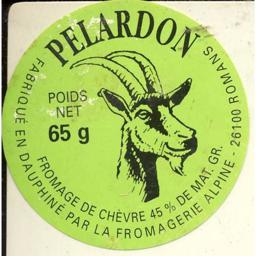 PELARDON
POIDS
NET
65 g
FROMAGE DE CHÈVRE 45 % DE MAT. GR.
FABRIQUÉ EN DAUPHINÉ PAR LA FROMAGERIE ALPINE - 26100 ROMANS